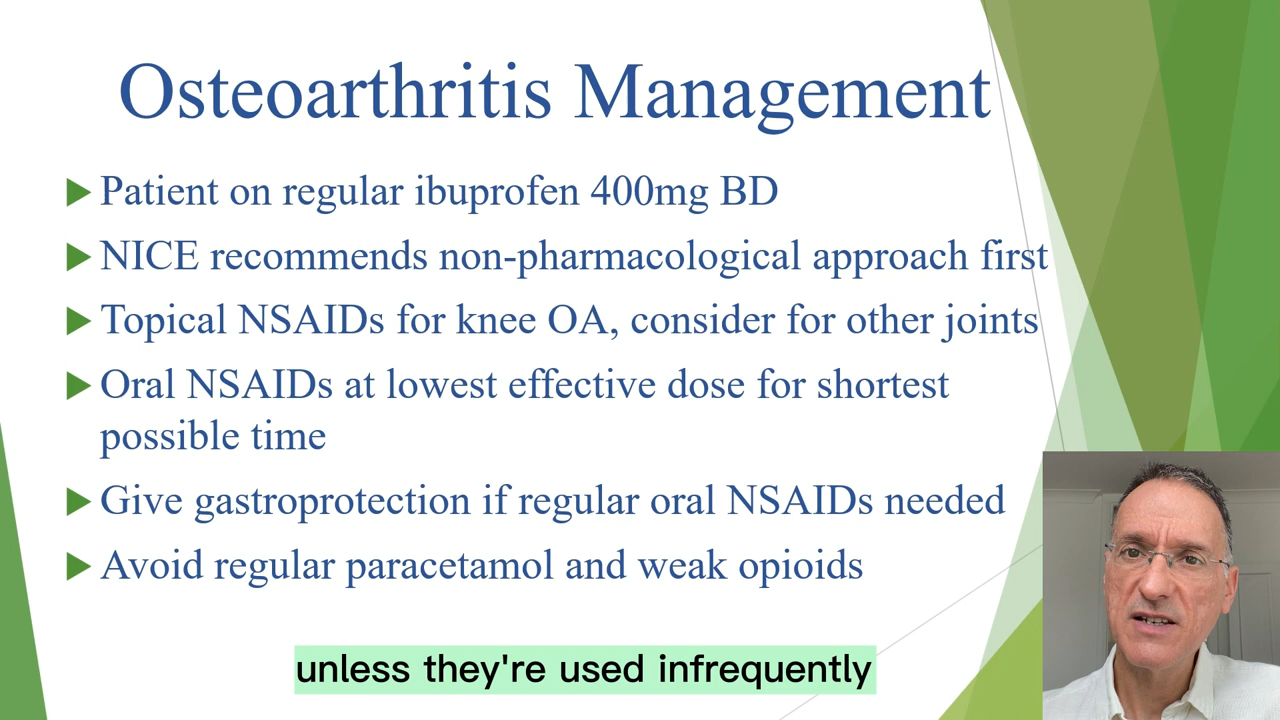 Osteoarthritis Management
Patient on regular ibuprofen 400mg BD
NICE recommends non-pharmacological approach first
Topical NSAIDs for knee OA, consider for other joints
Oral NSAIDs at lowest effective dose for shortest
possible time
Give gastroprotection if regular oral NSAIDs needed
Avoid regular paracetamol and weak opioids
unless they're used infrequently